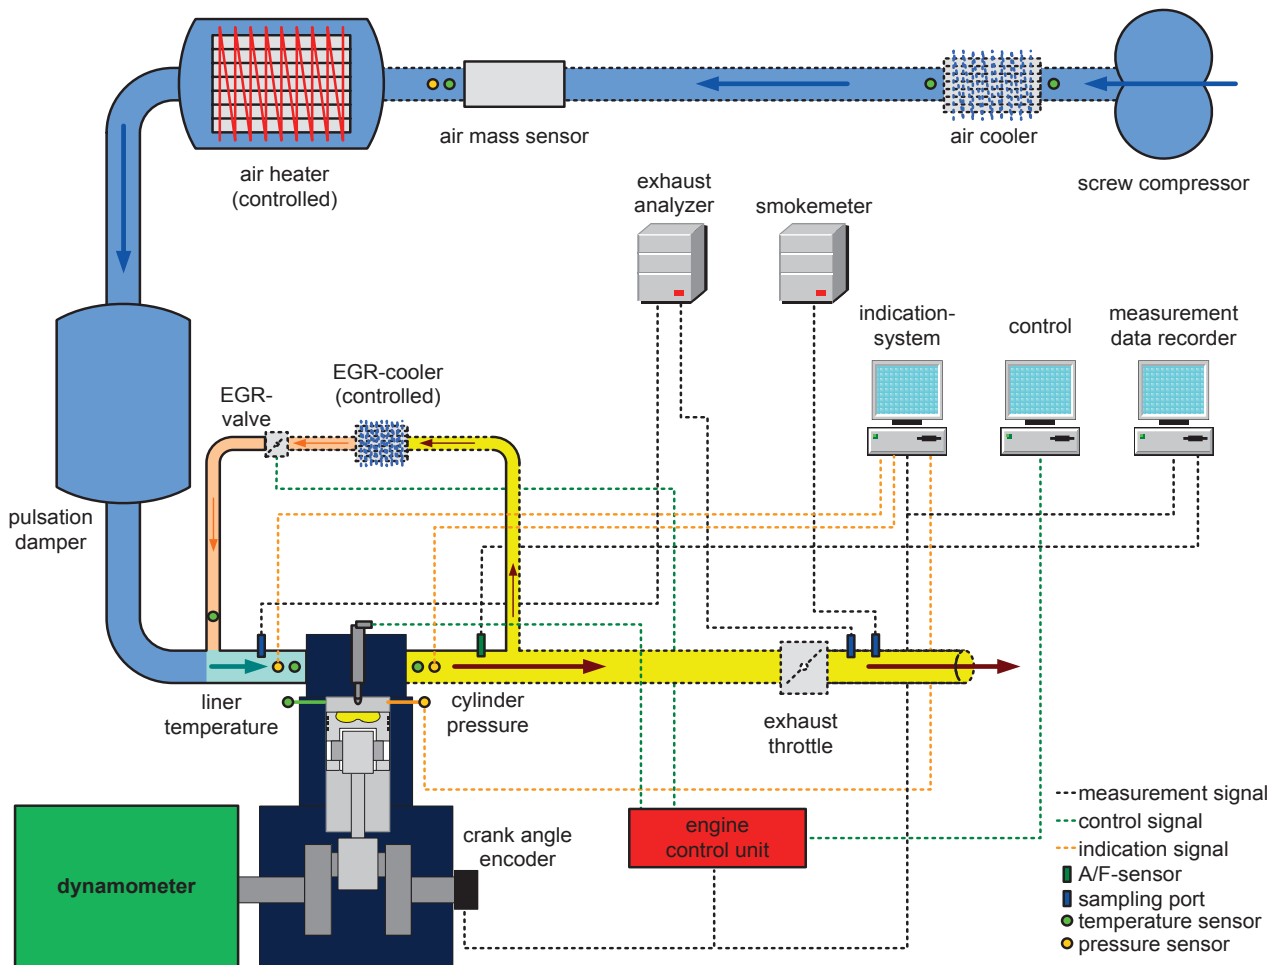 air heater
(controlled)
air mass sensor
air cooler
screw compressor
exhaust
analyzer
smokemeter
indication-
system
control
measurement
data recorder
EGR-
valve
EGR-cooler
(controlled)
pulsation
damper
liner
temperature
cylinder
pressure
exhaust
throttle
crank angle
encoder
engine
control unit
dynamometer
measurement signal
control signal
indication signal
A/F-sensor
sampling port
temperature sensor
pressure sensor